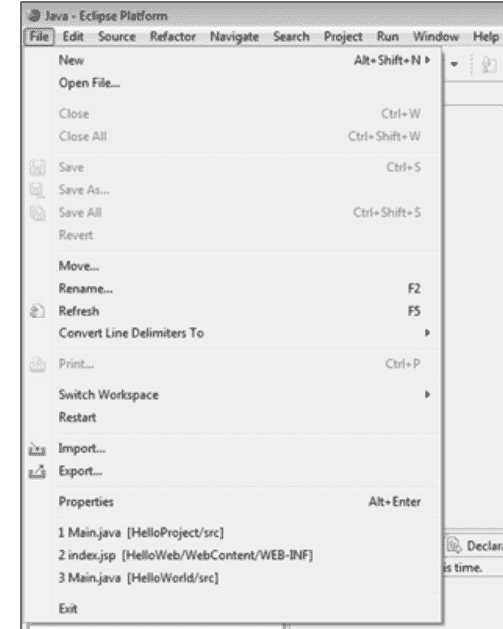 Java - Eclipse Platform
File Edit Source Refactor Navigate Search Project Run Window Help
New Alt+Shift+N
Open File...
Close Ctrl+W
Close All Ctrl+Shift+W
Save Ctrl+S
Save As...
Save All Ctrl+Shift+S
Revert
Move...
Rename... F2
Refresh F5
Convert Line Delimiters To
Print... Ctrl+P
Switch Workspace
Restart
Import...
Export...
Properties Alt+Enter
1 Main.java [HelloProject/src]
2 index.jsp [HelloWeb/WebContent/WEB-INF]
Declar
3 Main.java [HelloWorld/src]
is time.
Exit